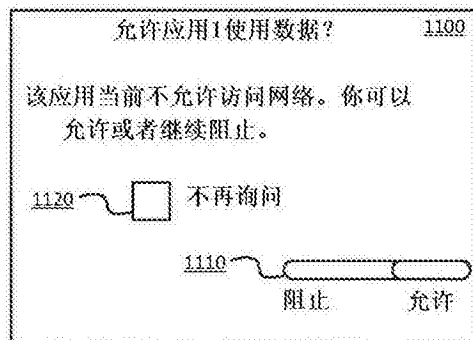 允许应用1使用数据? 1100
该应用当前不允许访问网络。你可以
允许或者继续阻止。
1120 不再询问
1110
阻止 允许